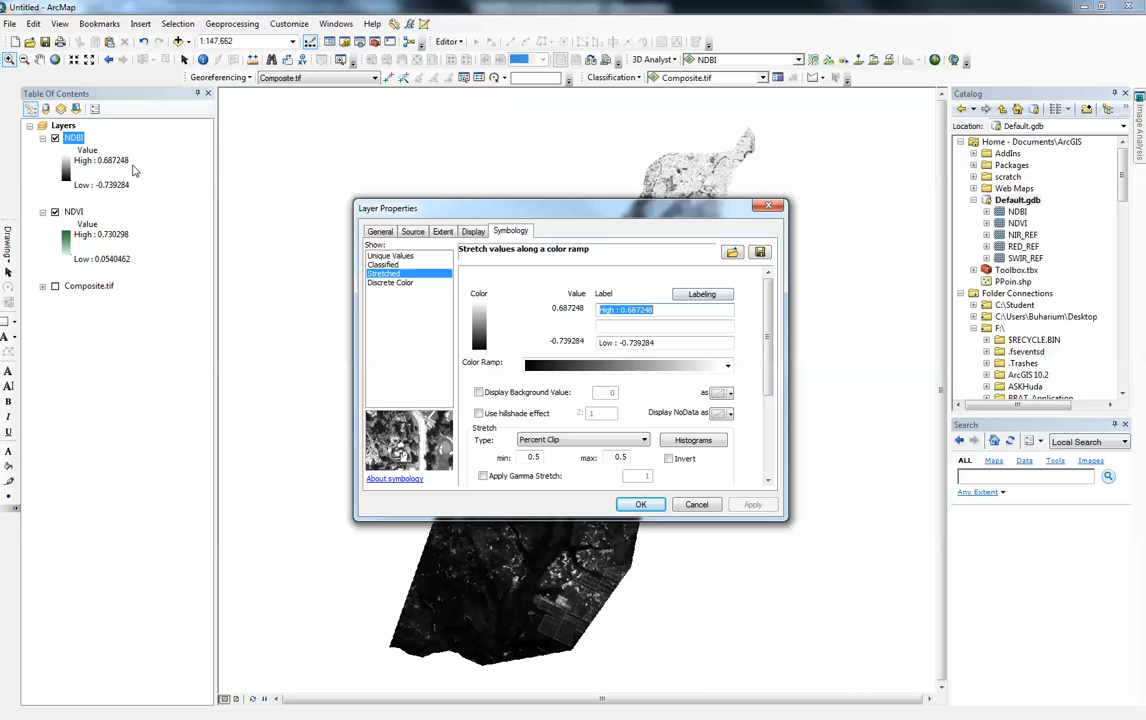 Untitled - ArcMap
File Edit View Bookmarks Insert Selection Geoprocessing Customize Windows Help
1:147,662
Editor
3D Analyst
NDBI
Georeferencing
Composite.tif
Classification
Composite.tif
Table Of Contents
Layers
NDBI
Value
High : 0.687248
Low : -0.739284
NDVI
Value
High : 0.730298
Low : 0.0540462
Composite.tif
Drawing
A
A
B
I
U
A
Layer Properties
General Source Extent Display Symbology
Show:
Unique Values
Classified
Stretched
Discrete Color
About symbology
Stretch values along a color ramp
Color Value Label Labeling
0.687248 High : 0.687248
-0.739284 Low : -0.739284
Color Ramp:
Display Background Value: 0 as
Use hillshade effect Z: 1 Display NoData as
Stretch
Type: Percent Clip Histograms
min: 0.5 max: 0.5 Invert
Apply Gamma Stretch: 1
OK Cancel Apply
Catalog
Location: Default.gdb
Home - Documents\ArcGIS
AddIns
Packages
scratch
Web Maps
Default.gdb
NDBI
NDVI
NIR_REF
RED_REF
SWIR_REF
Toolbox.tbx
PPoin.shp
Folder Connections
C:\Student
C:\Users\Buharium\Desktop
F:\
$RECYCLE.BIN
.fseventsd
.Trashes
ArcGIS 10.2
ASKHuda
BRAT_Application
Search
Local Search
ALL Maps Data Tools Images
Any Extent
Image Analysis